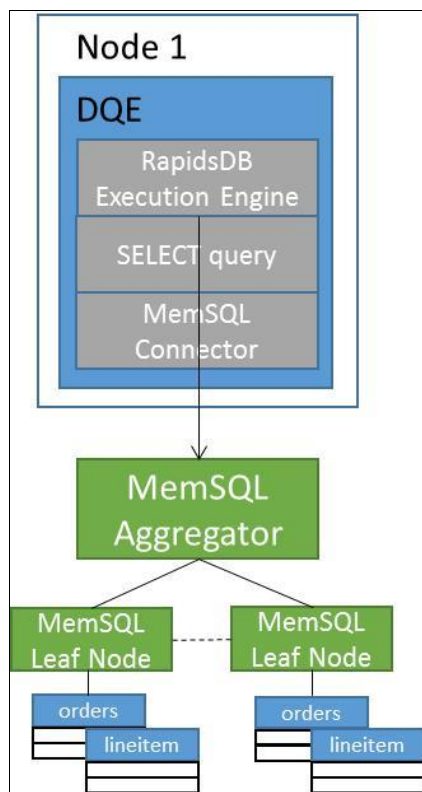 Node 1
DQE
RapidsDB
Execution Engine
SELECT query
MemSQL
Connector
MemSQL
Aggregator
MemSQL
Leaf Node
MemSQL
Leaf Node
orders
lineitem
orders
lineitem